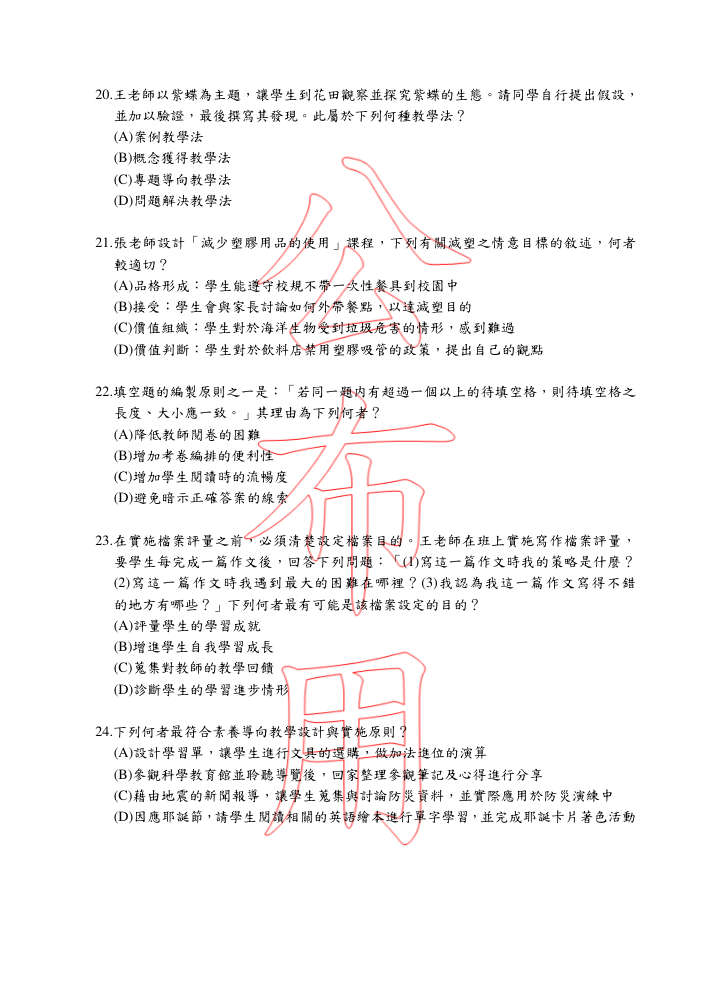 20.王老師以紫蝶為主題，讓學生到花田觀察並探究紫蝶的生態。請同學自行提出假設，
並加以驗證，最後撰寫其發現。此屬於下列何種教學法？
(A)案例教學法
(B)概念獲得教學法
(C)專題導向教學法
(D)問題解決教學法
21.張老師設計「減少塑膠用品的使用」課程，下列有關減塑之情意目標的敘述，何者
較適切？
(A)品格形成：學生能遵守校規不帶一次性餐具到校園中
(B)接受：學生會與家長討論如何外帶餐點，以達減塑目的
(C)價值組織：學生對於海洋生物受到垃圾危害的情形，感到難過
(D)價值判斷：學生對於飲料店禁用塑膠吸管的政策，提出自己的觀點
22.填空題的編製原則之一是：「若同一題內有超過一個以上的待填空格，則待填空格之
長度、大小應一致。」其理由為下列何者？
(A)降低教師閱卷的困難
(B)增加考卷編排的便利性
(C)增加學生閱讀時的流暢度
(D)避免暗示正確答案的線索
23.在實施檔案評量之前，必須清楚設定檔案目的。王老師在班上實施寫作檔案評量，
要學生每完成一篇作文後，回答下列問題：「(1)寫這一篇作文時我的策略是什麼？
(2)寫這一篇作文時我遇到最大的困難在哪裡？(3)我認為我這一篇作文寫得不錯
的地方有哪些？」下列何者最有可能是該檔案設定的目的？
(A)評量學生的學習成就
(B)增進學生自我學習成長
(C)蒐集對教師的教學回饋
(D)診斷學生的學習進步情形
24.下列何者最符合素養導向教學設計與實施原則？
(A)設計學習單，讓學生進行文具的選購，做加法進位的演算
(B)參觀科學教育館並聆聽導覽後，回家整理參觀筆記及心得進行分享
(C)藉由地震的新聞報導，讓學生蒐集與討論防災資料，並實際應用於防災演練中
(D)因應耶誕節，請學生閱讀相關的英語繪本進行單字學習，並完成耶誕卡片著色活動
公布用